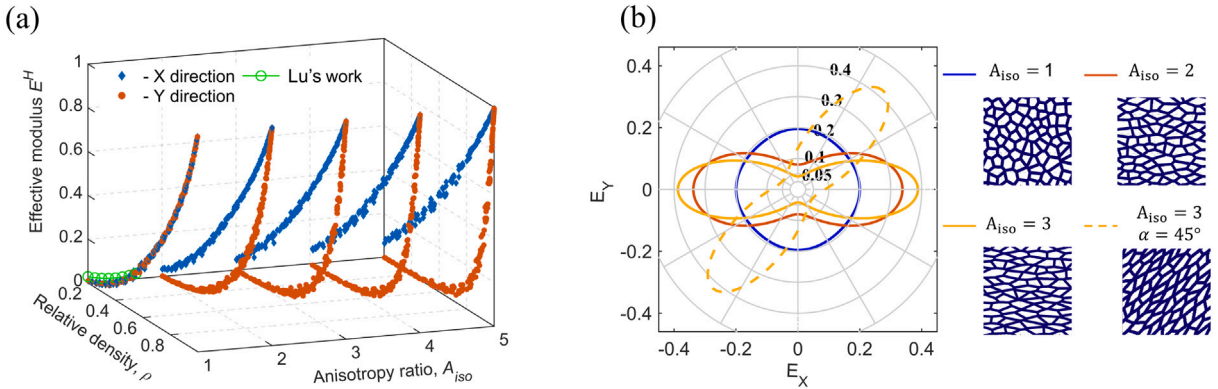 (a)
Effective modulus E^H
1
0.8
0.6
0.4
0.2
0
- X direction
Lu's work
- Y direction
0.2
0.4
0.6
0.8
Relative density, ρ
1
2
3
4
5
Anisotropy ratio, A_iso
(b)
E_Y
0.4
0.2
0
-0.2
-0.4
0.4
0.3
0.2
0.1
0.05
-0.4
-0.2
0
0.2
0.4
E_X
A_iso = 1
A_iso = 2
A_iso = 3
A_iso = 3
α = 45°